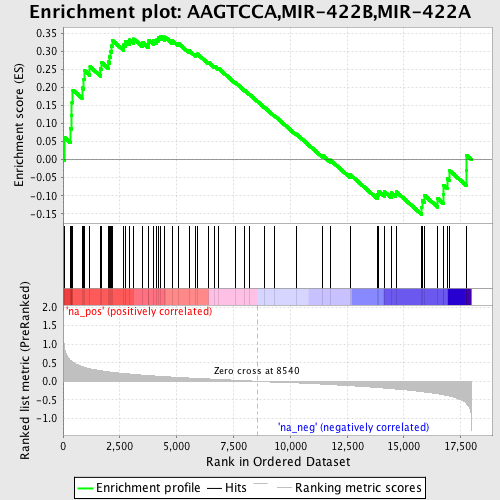 Enrichment plot: AAGTCCA,MIR-422B,MIR-422A
Enrichment score (ES)
0.35
0.30
0.25
0.20
0.15
0.10
0.05
0.00
-0.05
-0.10
-0.15
'na_pos' (positively correlated)
Ranked list metric (PreRanked)
2.0
1.5
1.0
0.5
0.0
-0.5
-1.0
Zero cross at 8540
'na_neg' (negatively correlated)
0
2,500
5,000
7,500
10,000
12,500
15,000
17,500
Rank in Ordered Dataset
Enrichment profile
Hits
Ranking metric scores